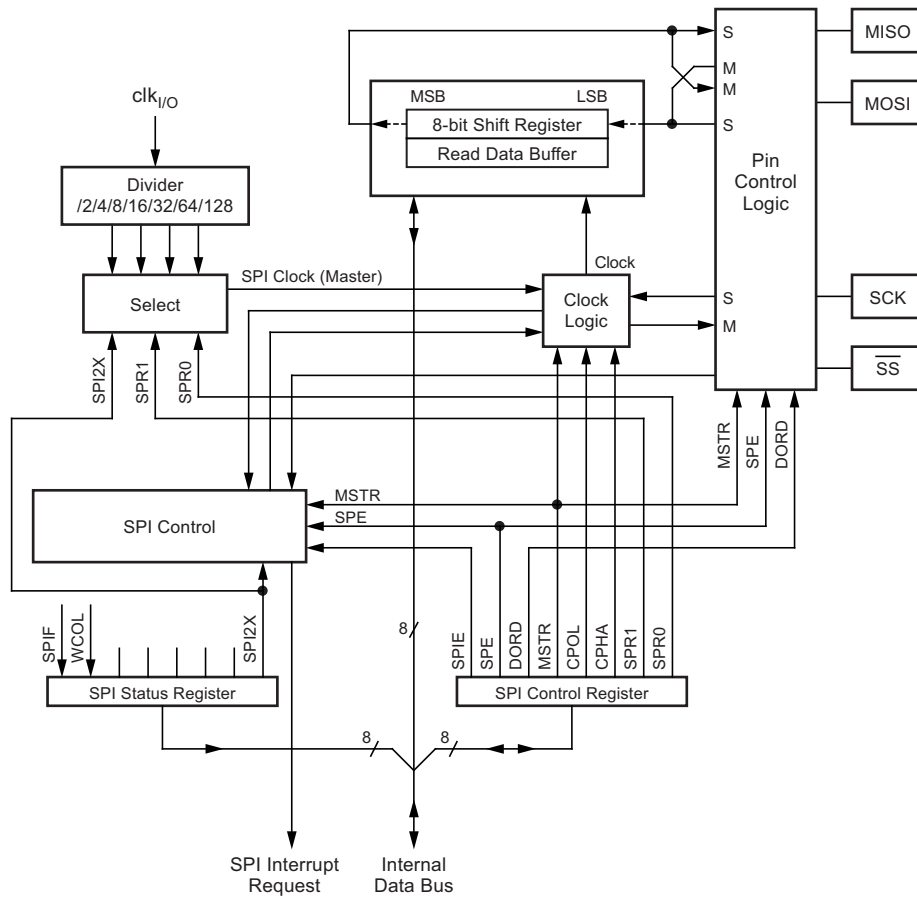 clkI/O
Divider
/2/4/8/16/32/64/128
Select
SPI2X
SPR1
SPR0
SPI Clock (Master)
MSB
LSB
8-bit Shift Register
Read Data Buffer
Clock
Clock
Logic
S
M
M
S
Pin
Control
Logic
S
M
MISO
MOSI
SCK
SS
MSTR
SPE
DORD
SPI Control
MSTR
SPE
SPIF
WCOL
SPI2X
SPI Status Register
8
SPIE
SPE
DORD
MSTR
CPOL
CPHA
SPR1
SPR0
SPI Control Register
8
8
SPI Interrupt
Request
Internal
Data Bus